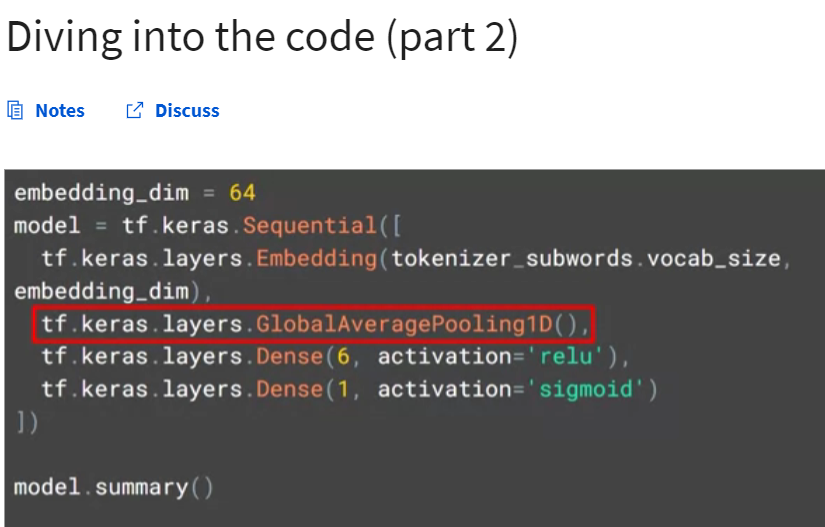 Diving into the code (part 2)
Notes
Discuss
embedding_dim = 64
model = tf.keras.Sequential([
tf.keras.layers.Embedding(tokenizer_subwords.vocab_size,
embedding_dim),
tf.keras.layers.GlobalAveragePooling1D(),
tf.keras.layers.Dense(6, activation='relu'),
tf.keras.layers.Dense(1, activation='sigmoid')
])
model.summary()